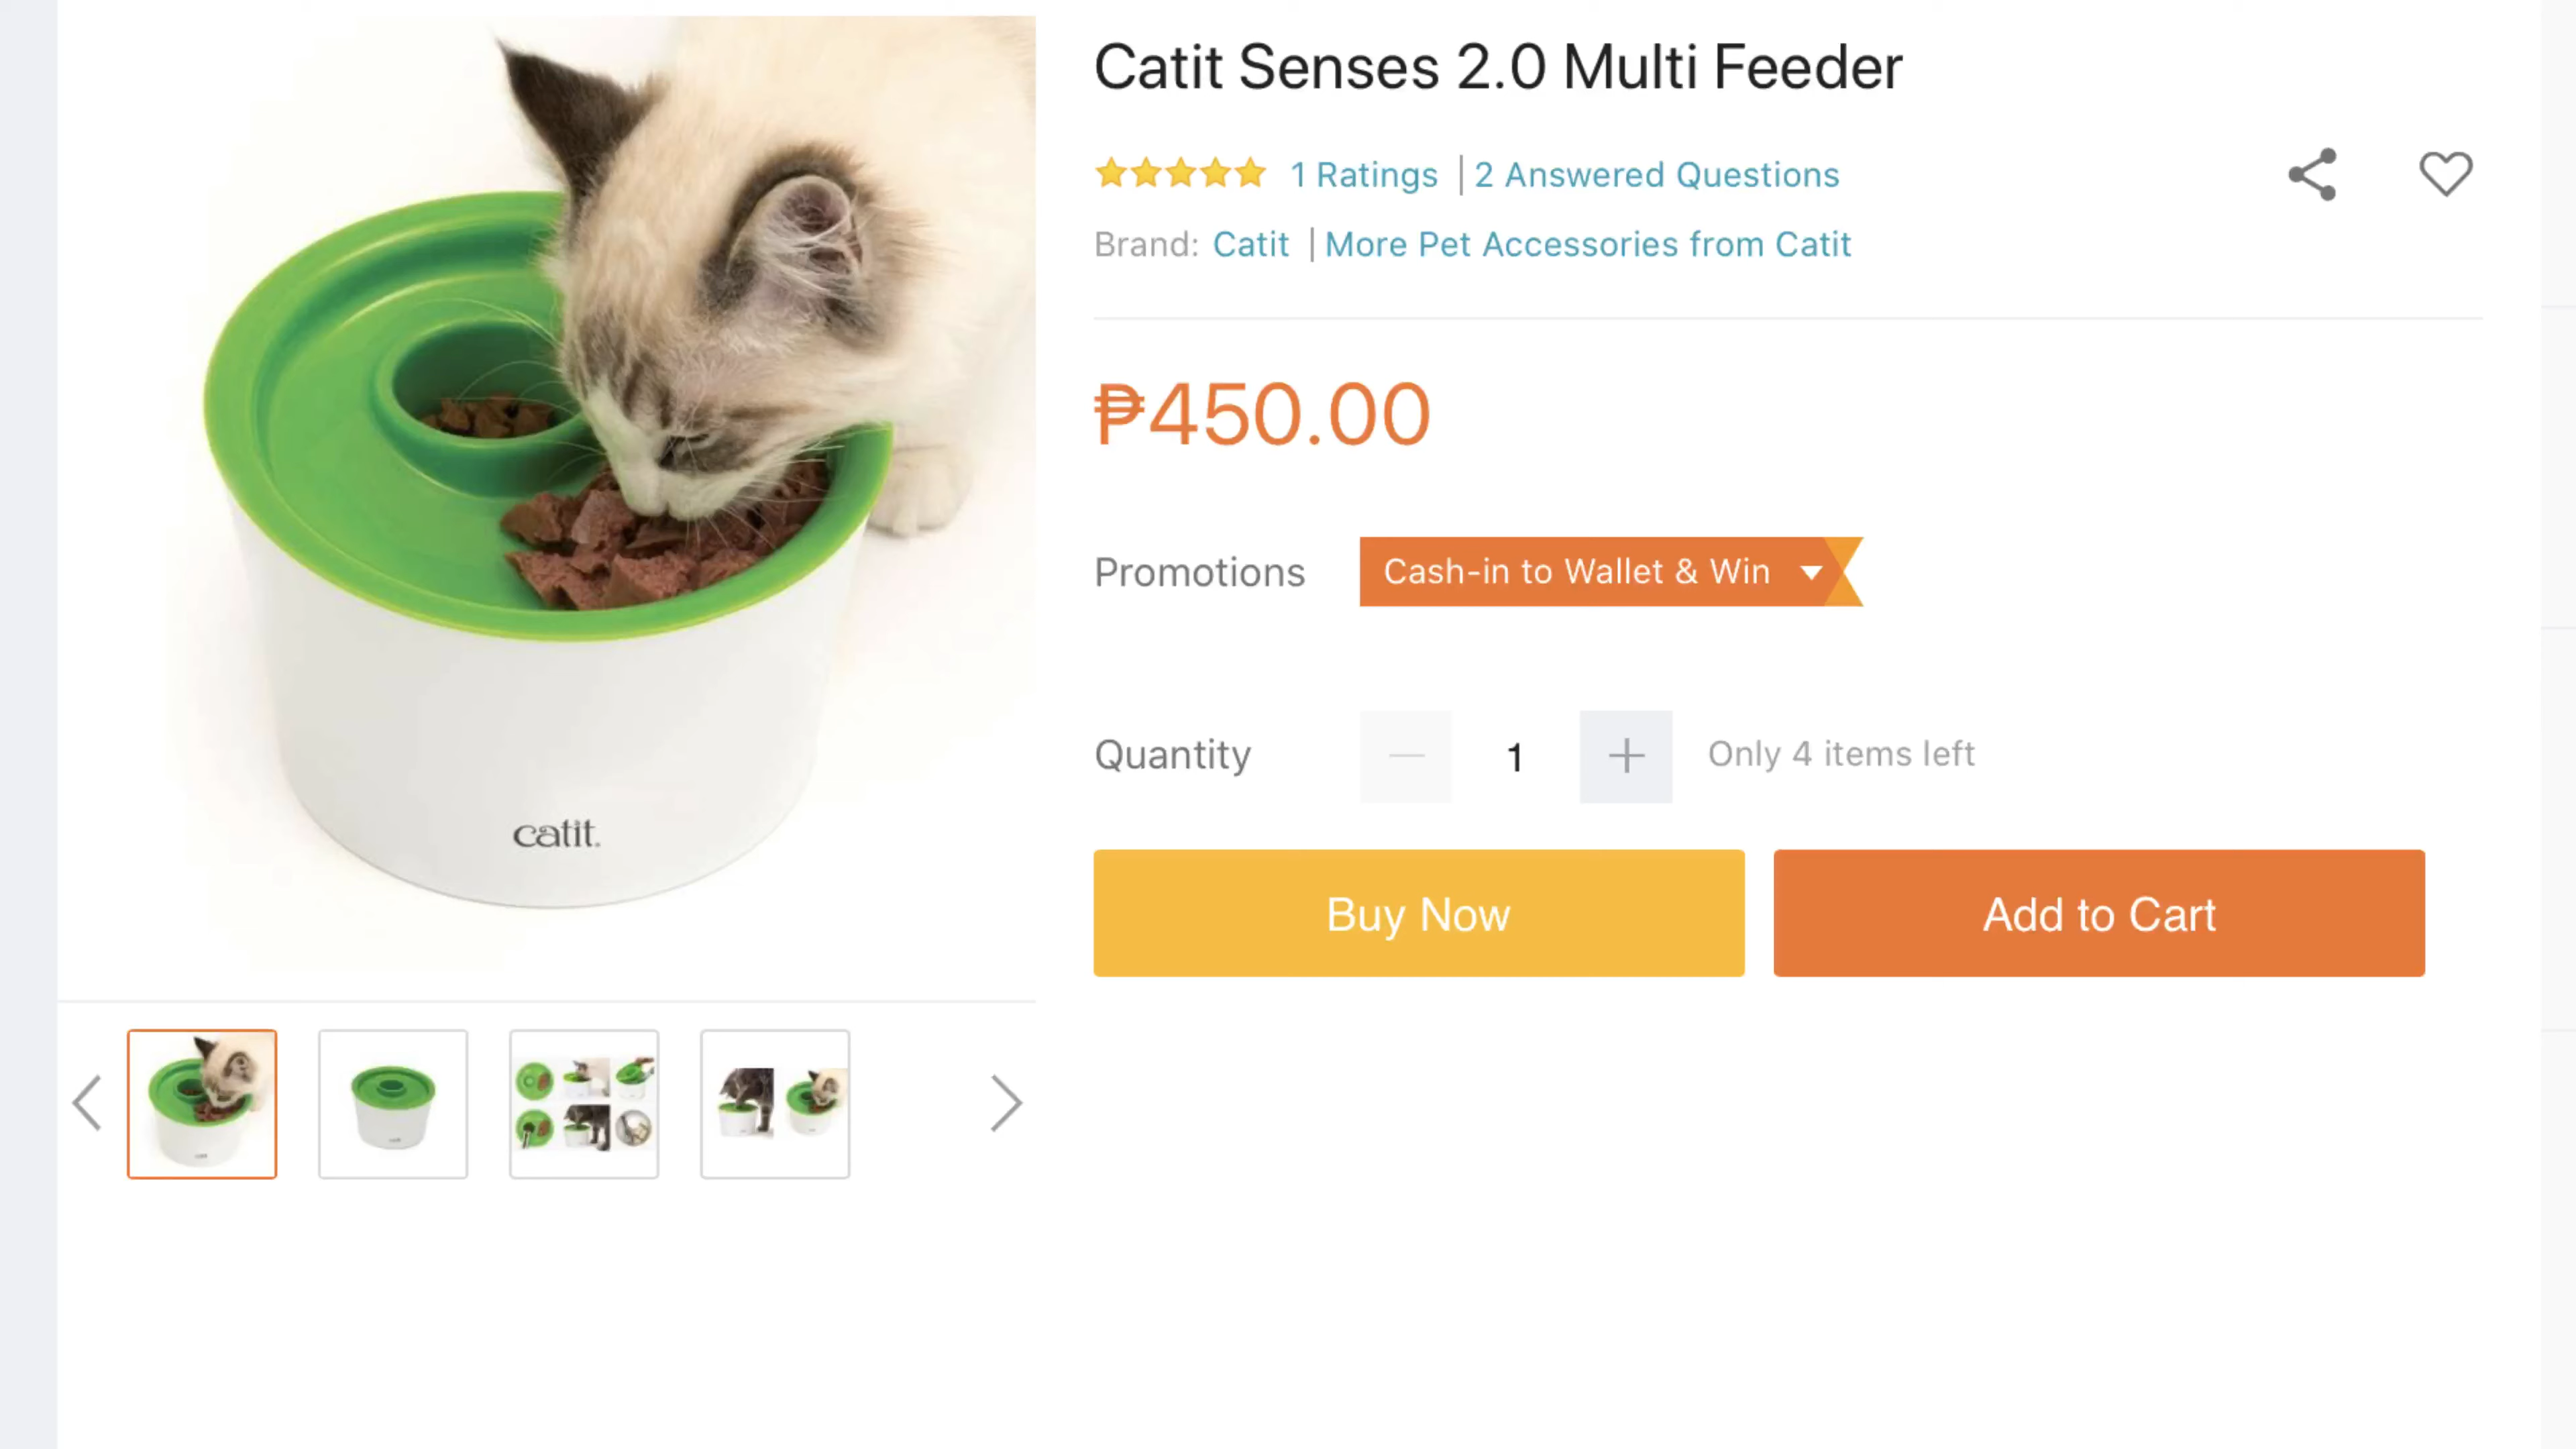 Catit Senses 2.0 Multi Feeder
1 Ratings | 2 Answered Questions
Brand: Catit | More Pet Accessories from Catit
₱450.00
Promotions Cash-in to Wallet & Win
Quantity 1 Only 4 items left
catit.
Buy Now Add to Cart